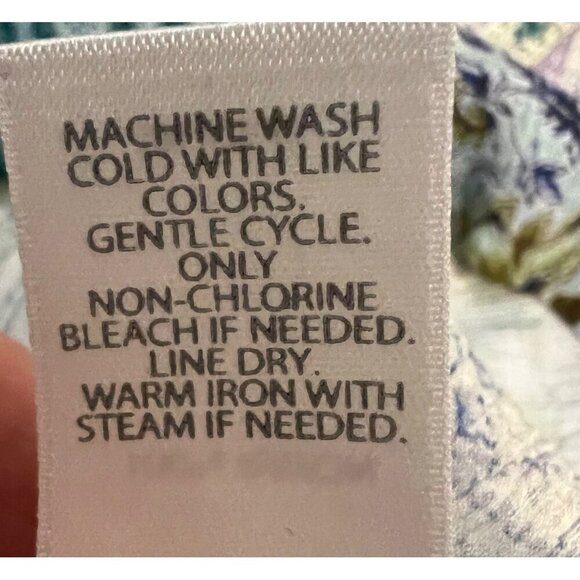 MACHINE WASH
COLD WITH LIKE
COLORS.
GENTLE CYCLE.
ONLY
NON-CHLORINE
BLEACH IF NEEDED.
LINE DRY.
WARM IRON WITH
STEAM IF NEEDED.